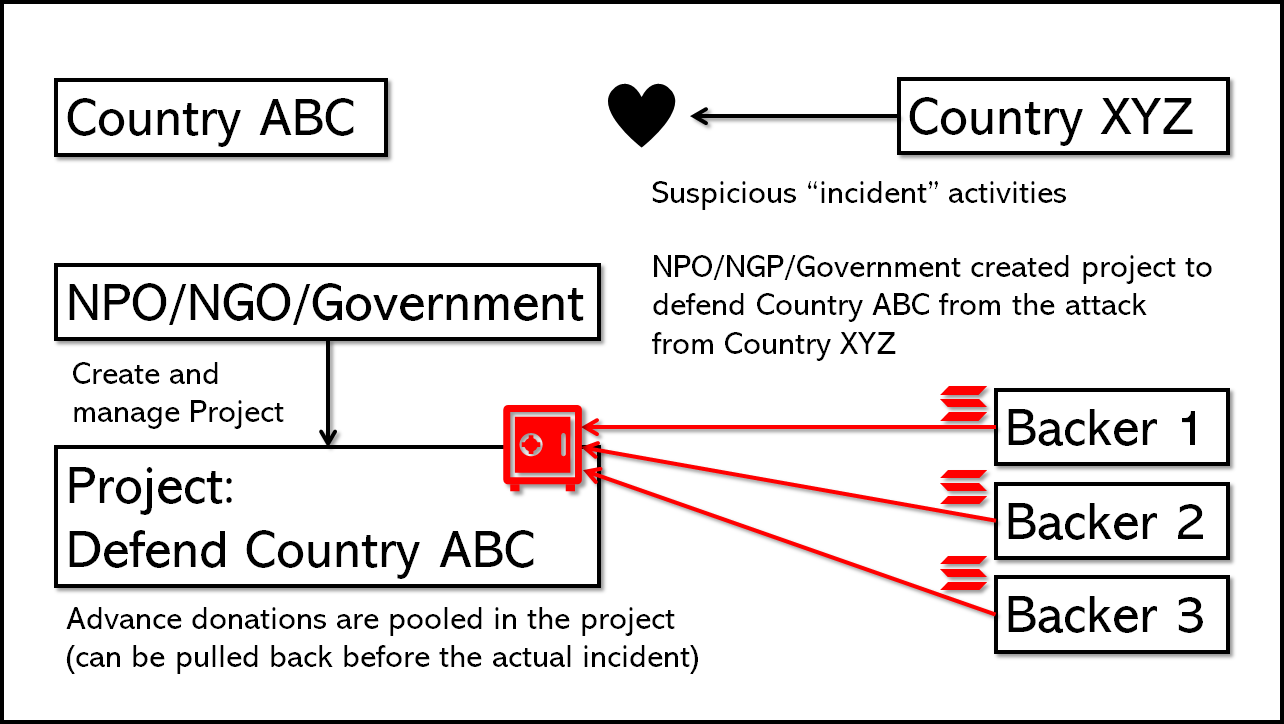 Country ABC
Country XYZ
Suspicious “incident” activities
NPO/NGO/Government
NPO/NGP/Government created project to
defend Country ABC from the attack
from Country XYZ
Create and
manage Project
Backer 1
Project:
Defend Country ABC
Backer 2
Backer 3
Advance donations are pooled in the project
(can be pulled back before the actual incident)